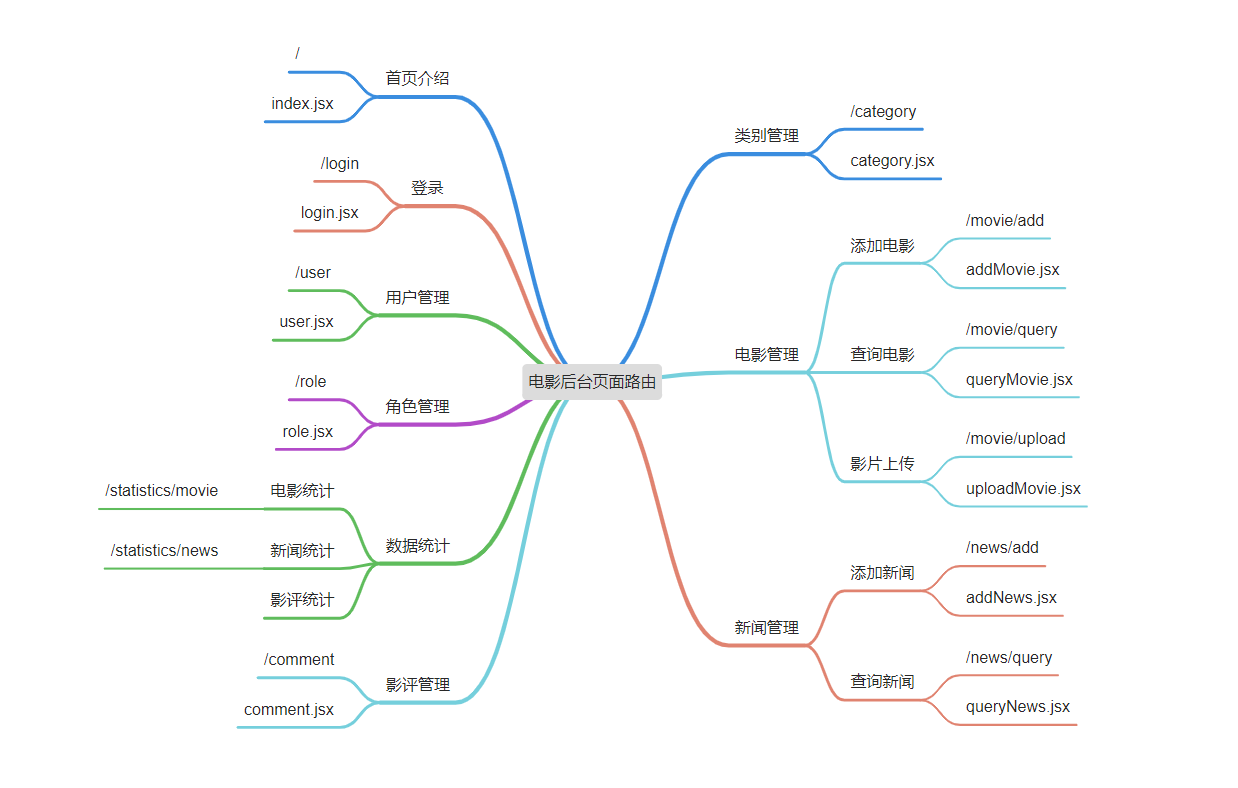 电影后台页面路由
首页介绍
/
index.jsx
登录
/login
login.jsx
用户管理
/user
user.jsx
角色管理
/role
role.jsx
数据统计
电影统计
/statistics/movie
新闻统计
/statistics/news
影评统计
影评管理
/comment
comment.jsx
类别管理
/category
category.jsx
电影管理
添加电影
/movie/add
addMovie.jsx
查询电影
/movie/query
queryMovie.jsx
影片上传
/movie/upload
uploadMovie.jsx
新闻管理
添加新闻
/news/add
addNews.jsx
查询新闻
/news/query
queryNews.jsx